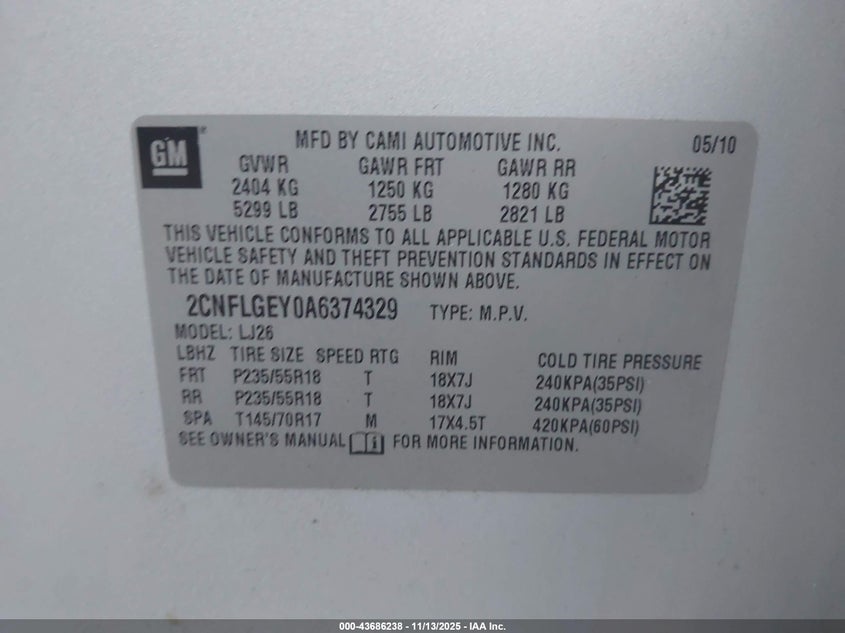 GM
MFD BY CAMI AUTOMOTIVE INC. 05/10
GVWR GAWR FRT GAWR RR
2404 KG 1250 KG 1280 KG
5299 LB 2755 LB 2821 LB
THIS VEHICLE CONFORMS TO ALL APPLICABLE U.S. FEDERAL MOTOR
VEHICLE SAFETY AND THEFT PREVENTION STANDARDS IN EFFECT ON
THE DATE OF MANUFACTURE SHOWN ABOVE.
2CNFLGEY0A6374329 TYPE: M.P.V.
MODEL: LJ26
LBHZ TIRE SIZE SPEED RTG RIM COLD TIRE PRESSURE
FRT P235/55R18 T 18X7J 240KPA(35PSI)
RR P235/55R18 T 18X7J 240KPA(35PSI)
SPA T145/70R17 M 17X4.5T 420KPA(60PSI)
SEE OWNER'S MANUAL FOR MORE INFORMATION.
000-43686238 - 11/13/2025 - IAA Inc.